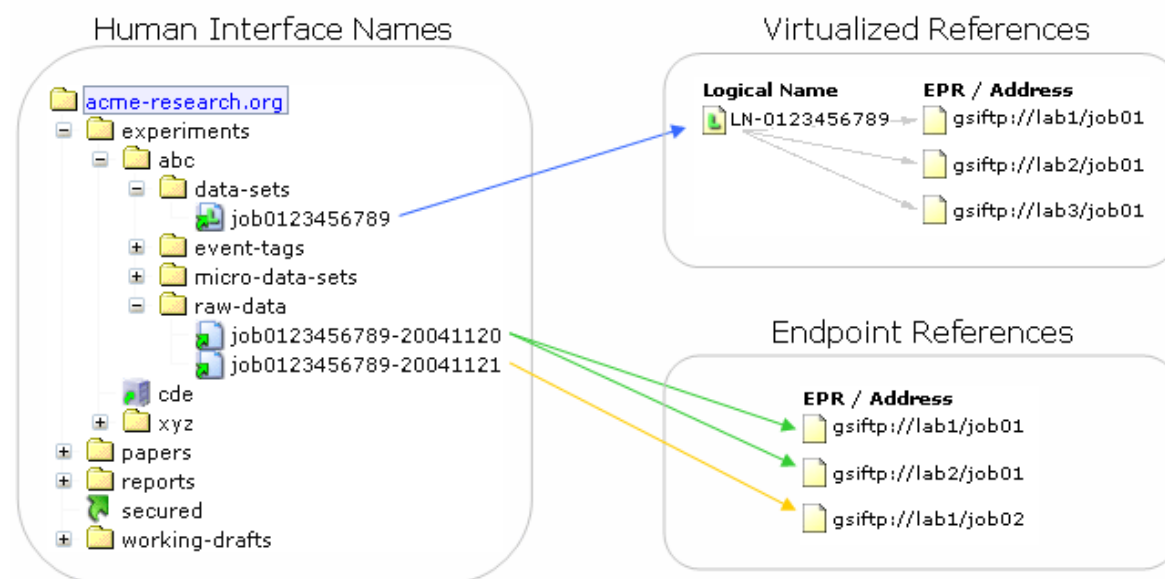 Human Interface Names
acme-research.org
experiments
abc
data-sets
job0123456789
event-tags
micro-data-sets
raw-data
job0123456789-20041120
job0123456789-20041121
cde
xyz
papers
reports
secured
working-drafts
Virtualized References
Logical Name EPR / Address
LN-0123456789 gsiftp://lab1/job01
gsiftp://lab2/job01
gsiftp://lab3/job01
Endpoint References
EPR / Address
gsiftp://lab1/job01
gsiftp://lab2/job01
gsiftp://lab1/job02